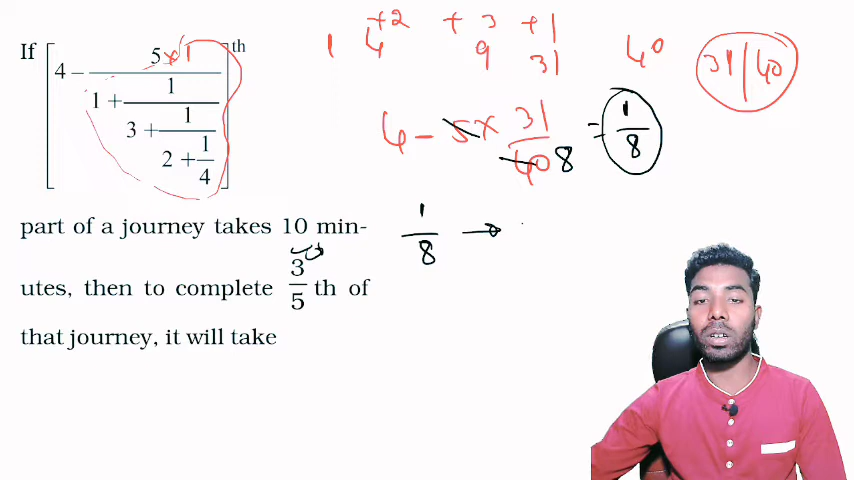 If [4 - 5 × 1 / 1 + 1 / 3 + 1 / 2 + 1 / 4]th
part of a journey takes 10 min-
utes, then to complete 3/5 th of
that journey, it will take
+2 + 3 + 1
1 4 9 31 40
31/40
4 - 5 × 31/40 8 = 1/8
1/8 →